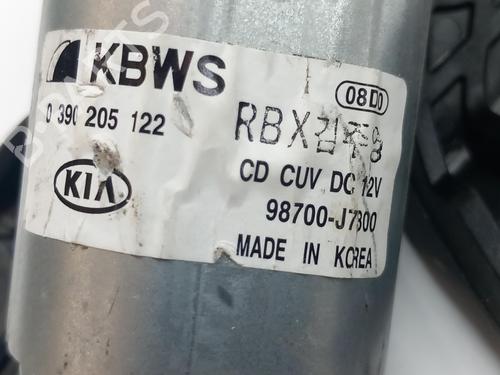 KBWS
08D0
0 390 205 122
RBX김주영
KIA
CD CUV DC 12V
98700-J7300
MADE IN KOREA